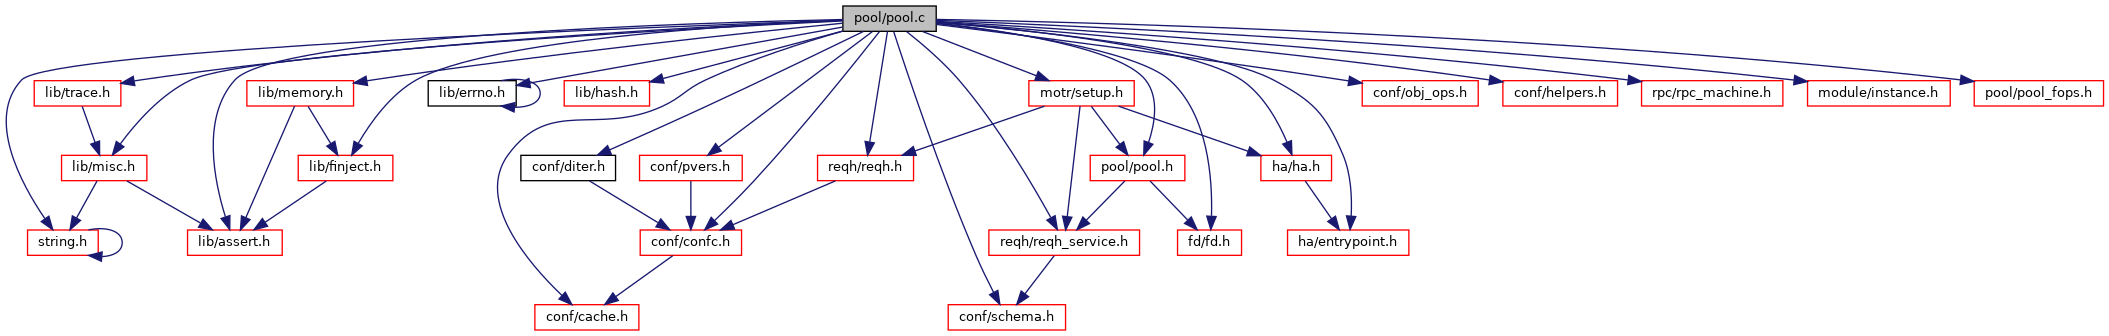 pool/pool.c
lib/trace.h
lib/memory.h
lib/errno.h
lib/hash.h
motr/setup.h
conf/obj_ops.h
conf/helpers.h
rpc/rpc_machine.h
module/instance.h
pool/pool_fops.h
lib/misc.h
lib/finject.h
conf/diter.h
conf/pvers.h
reqh/reqh.h
pool/pool.h
ha/ha.h
string.h
lib/assert.h
conf/confc.h
reqh/reqh_service.h
fd/fd.h
ha/entrypoint.h
conf/cache.h
conf/schema.h